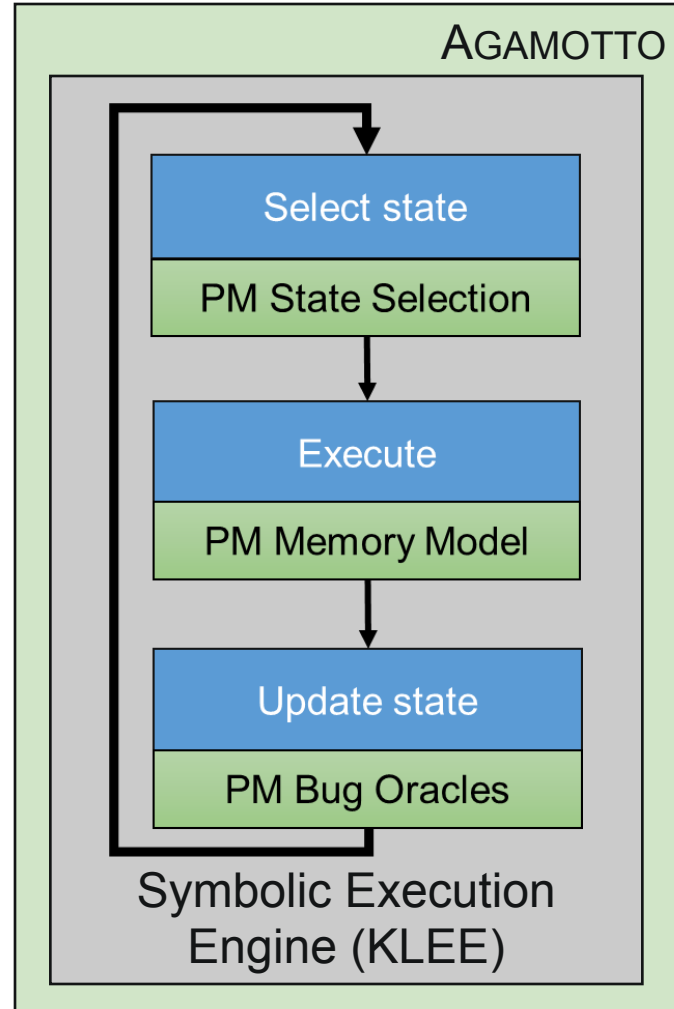 AGAMOTTO
Select state
PM State Selection
Execute
PM Memory Model
Update state
PM Bug Oracles
Symbolic Execution
Engine (KLEE)